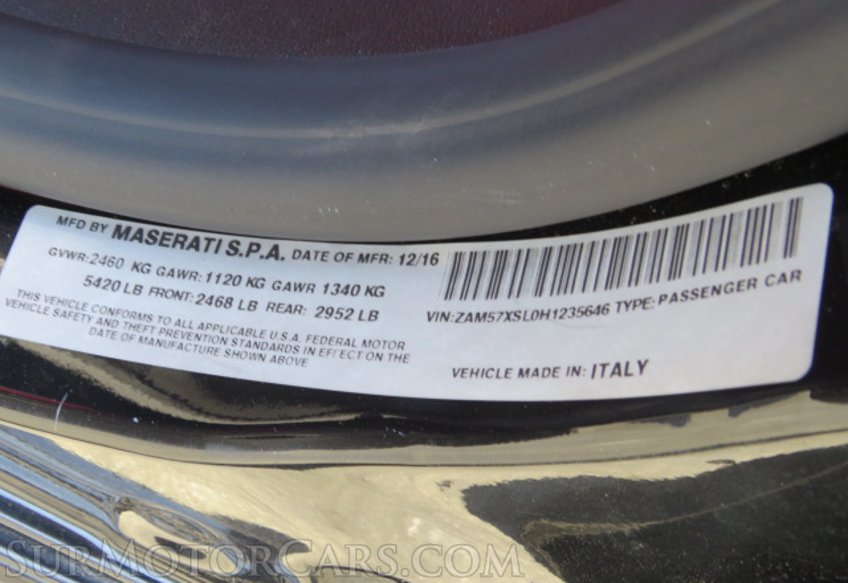 MFD BY MASERATI S.P.A. DATE OF MFR: 12/16
GVWR:2460 KG GAWR:1120 KG GAWR 1340 KG
5420 LB FRONT:2468 LB REAR: 2952 LB
THIS VEHICLE CONFORMS TO ALL APPLICABLE U.S.A. FEDERAL MOTOR
VEHICLE SAFETY AND THEFT PREVENTION STANDARDS IN EFFECT ON THE
DATE OF MANUFACTURE SHOWN ABOVE
VIN:ZAM57XSL0H1235646 TYPE:PASSENGER CAR
VEHICLE MADE IN: ITALY
SURMOTORCARS.COM